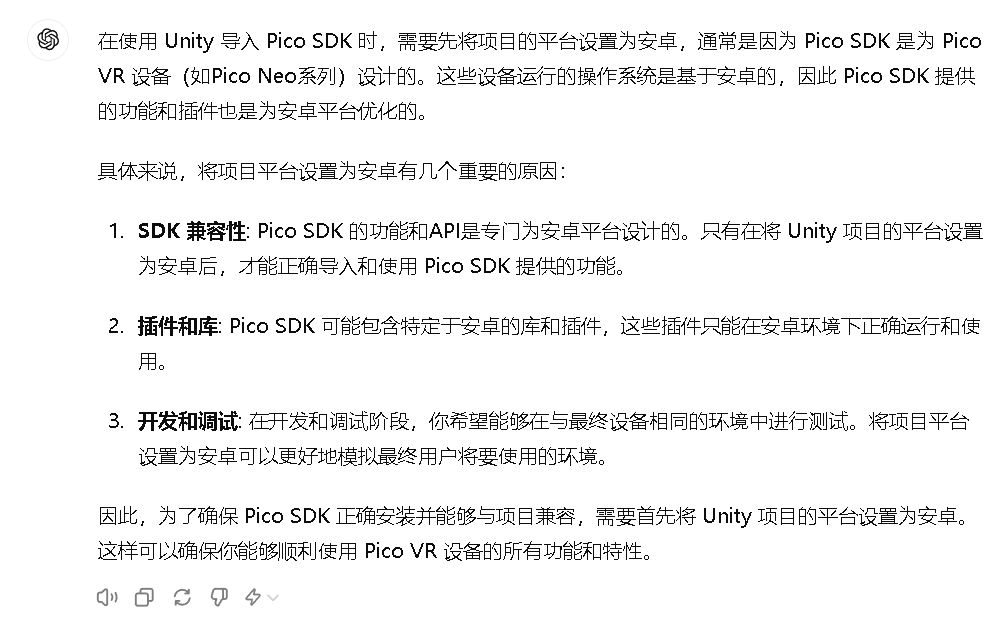 在使用 Unity 导入 Pico SDK 时，需要先将项目的平台设置为安卓，通常是因为 Pico SDK 是为 Pico
VR 设备（如Pico Neo系列）设计的。这些设备运行的操作系统是基于安卓的，因此 Pico SDK 提供
的功能和插件也是为安卓平台优化的。
具体来说，将项目平台设置为安卓有几个重要的原因：
1. SDK 兼容性: Pico SDK 的功能和API是专门为安卓平台设计的。只有在将 Unity 项目的平台设置
为安卓后，才能正确导入和使用 Pico SDK 提供的功能。
2. 插件和库: Pico SDK 可能包含特定于安卓的库和插件，这些插件只能在安卓环境下正确运行和使
用。
3. 开发和调试: 在开发和调试阶段，你希望能够在与最终设备相同的环境中进行测试。将项目平台
设置为安卓可以更好地模拟最终用户将要使用的环境。
因此，为了确保 Pico SDK 正确安装并能够与项目兼容，需要首先将 Unity 项目的平台设置为安卓。
这样可以确保你能够顺利使用 Pico VR 设备的所有功能和特性。